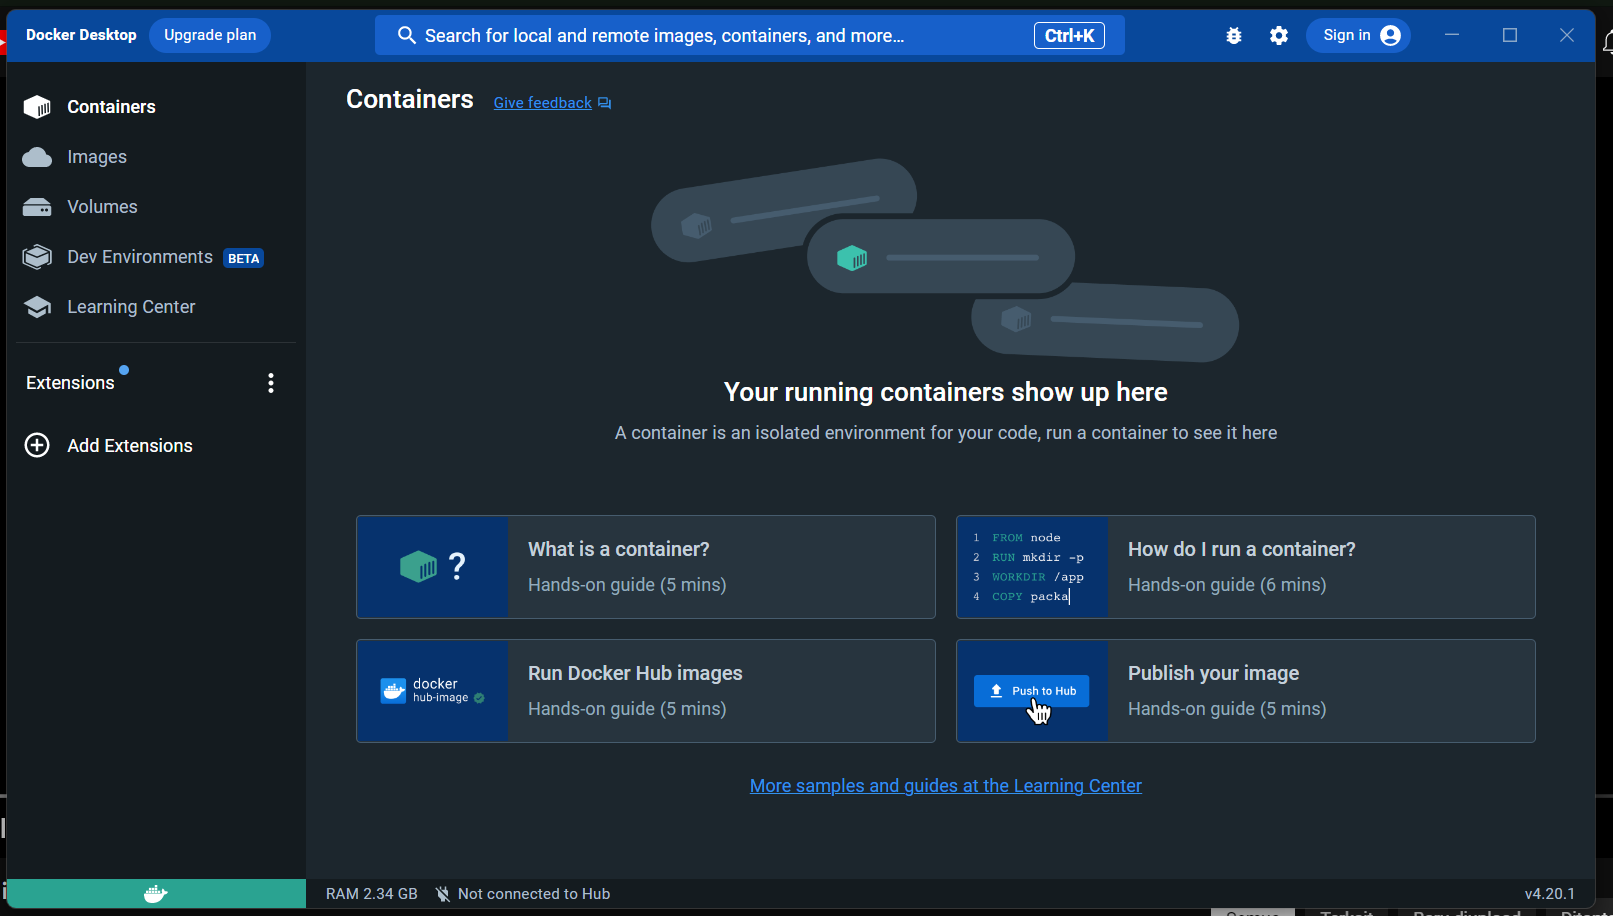 Docker Desktop
Upgrade plan
Search for local and remote images, containers, and more...
Ctrl+K
Sign in
Containers
Images
Volumes
Dev Environments BETA
Learning Center
Extensions
Add Extensions
Containers
Give feedback
Your running containers show up here
A container is an isolated environment for your code, run a container to see it here
?
What is a container?
Hands-on guide (5 mins)
1 FROM node
2 RUN mkdir -p
3 WORKDIR /app
4 COPY packa
How do I run a container?
Hands-on guide (6 mins)
docker
hub-image
Run Docker Hub images
Hands-on guide (5 mins)
Push to Hub
Publish your image
Hands-on guide (5 mins)
More samples and guides at the Learning Center
RAM 2.34 GB
Not connected to Hub
v4.20.1